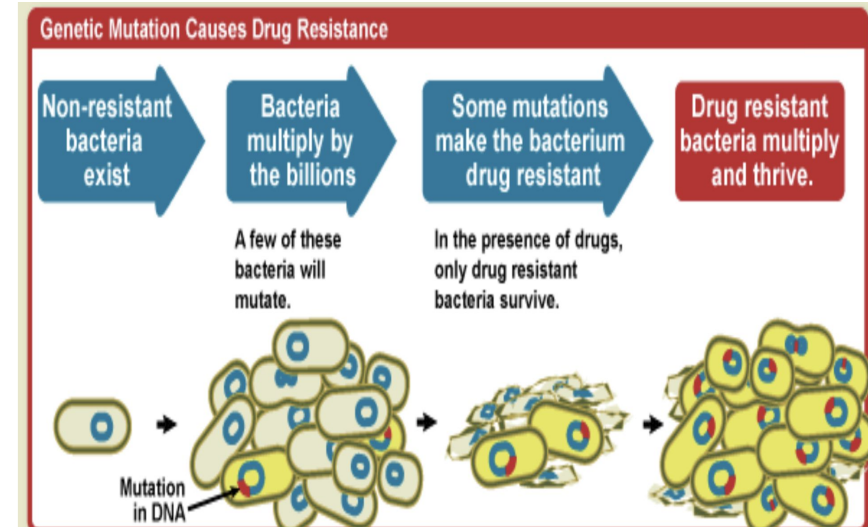 Genetic Mutation Causes Drug Resistance
Non-resistant
bacteria
exist
Bacteria
multiply by
the billions
Some mutations
make the bacterium
drug resistant
Drug resistant
bacteria multiply
and thrive.
A few of these
bacteria will
mutate.
In the presence of drugs,
only drug resistant
bacteria survive.
Mutation
in DNA